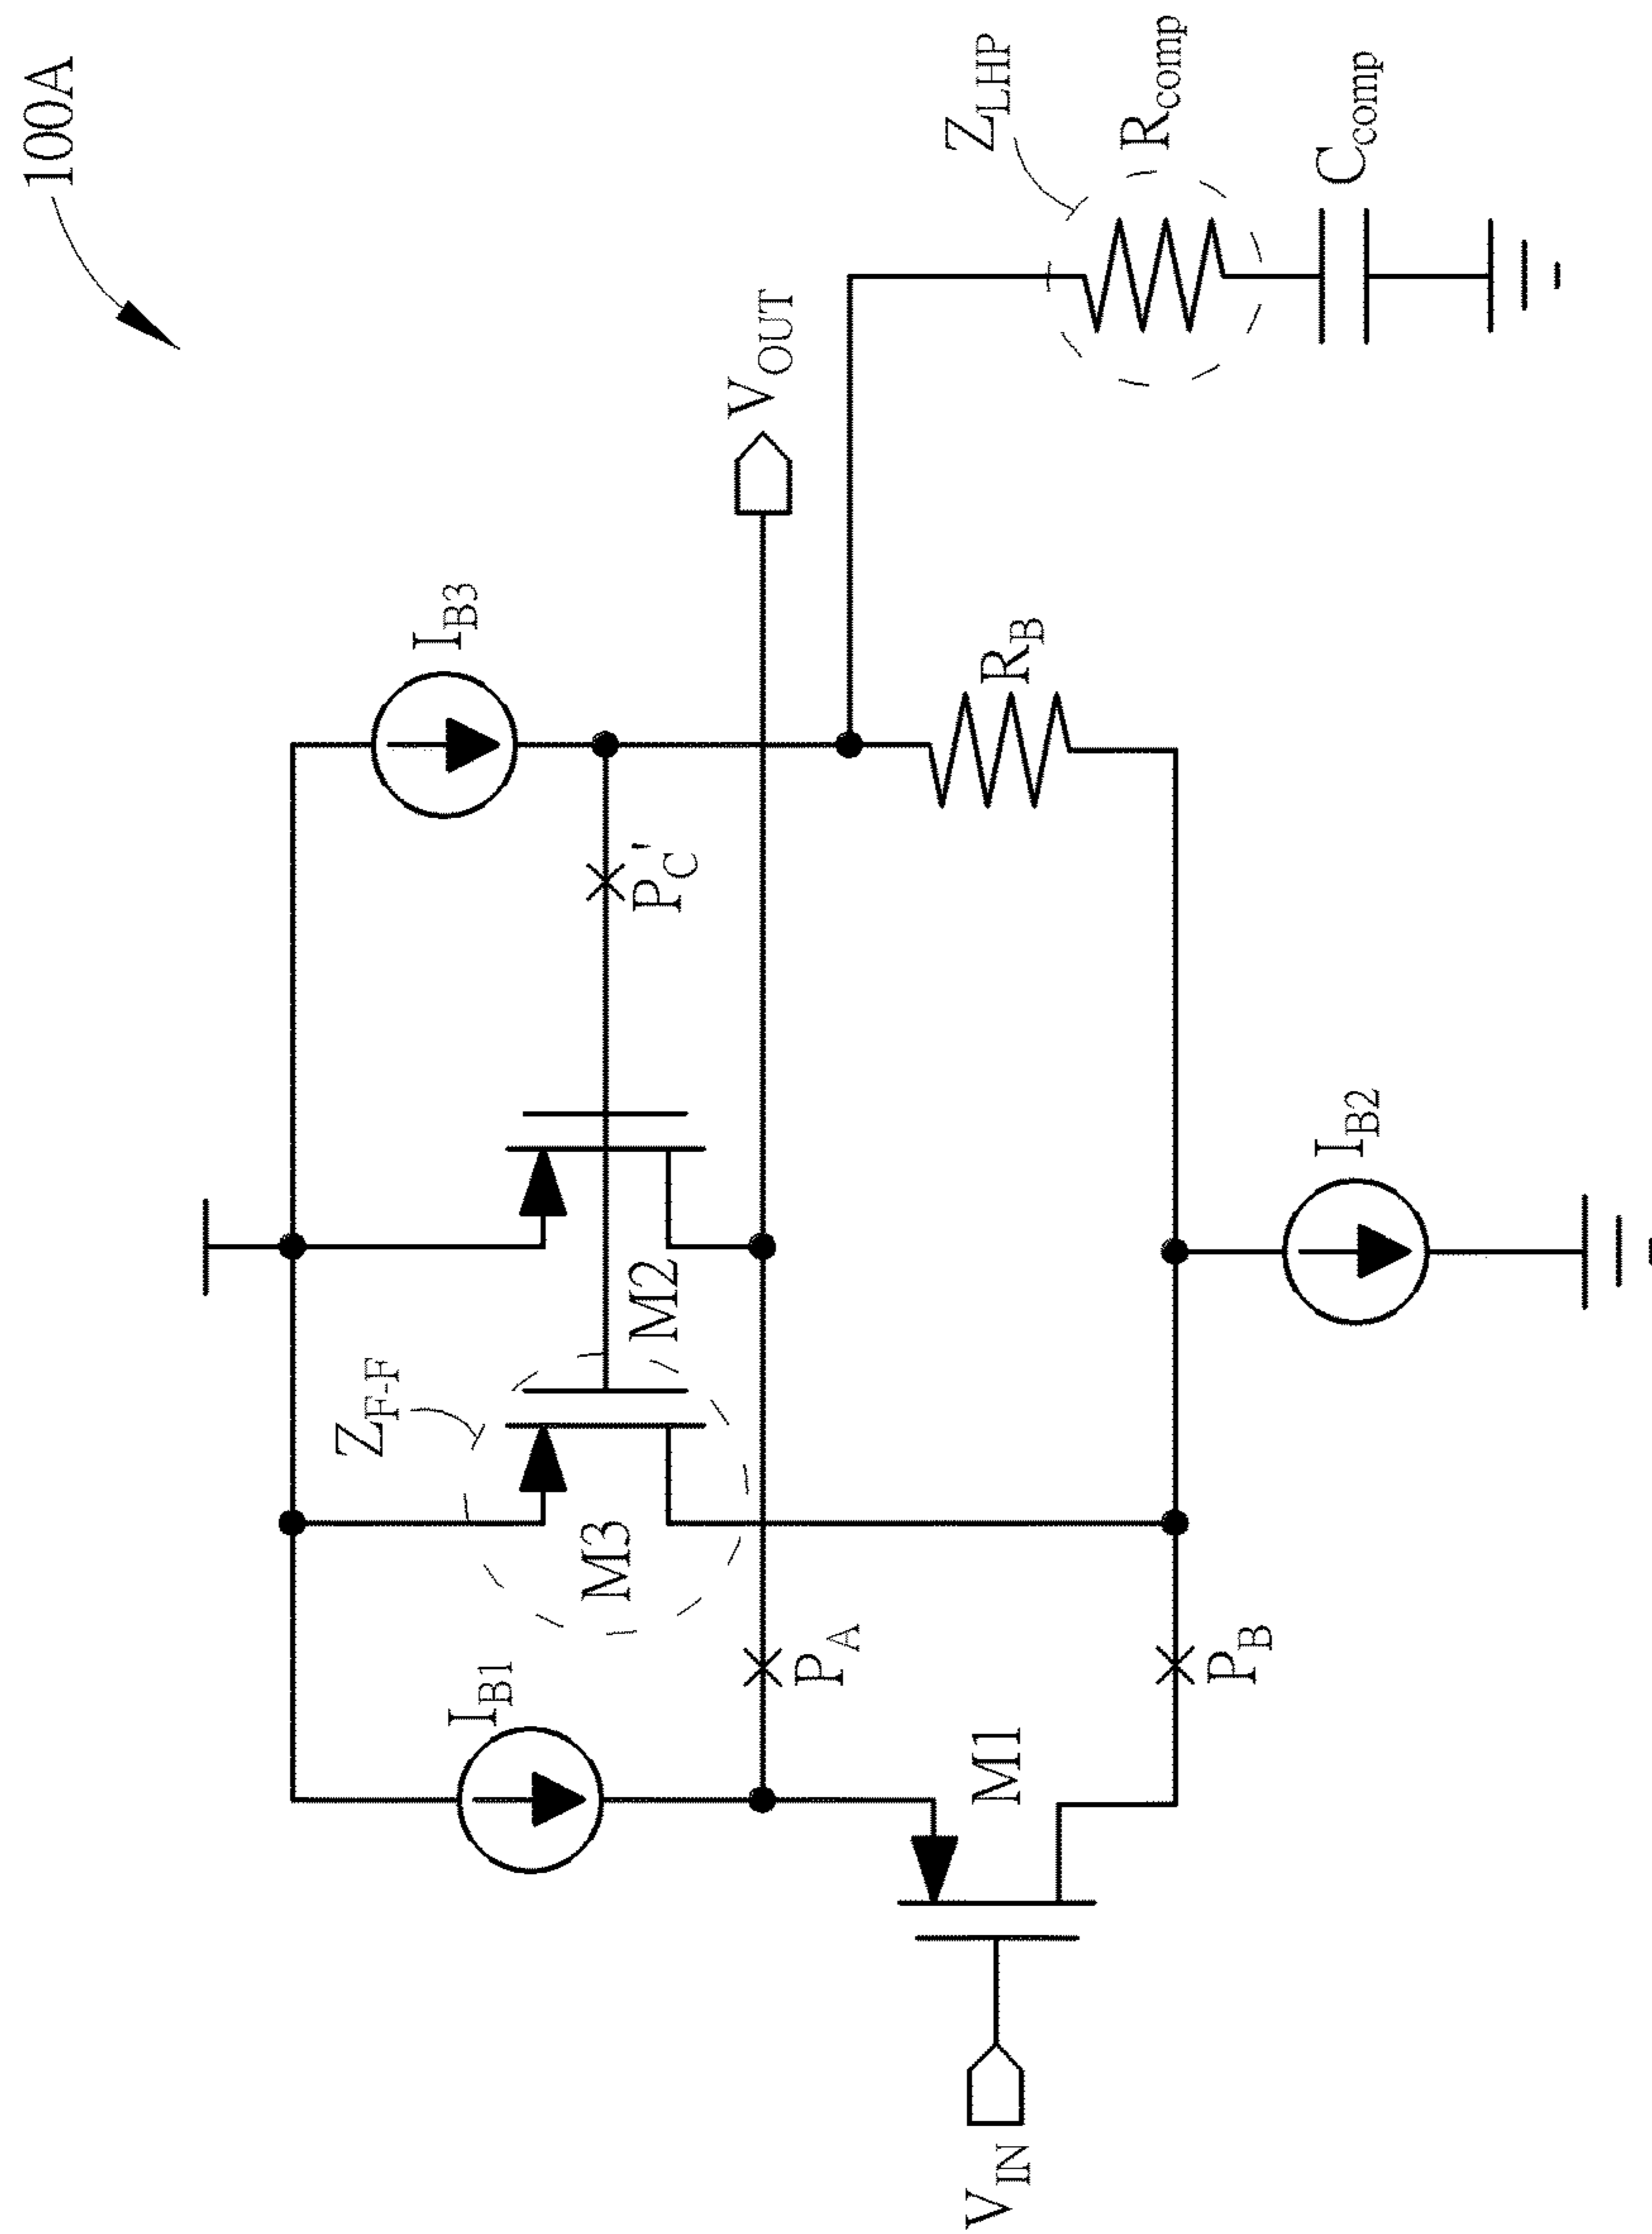 100A
I_B1
Z_F-F
I_B3
M3
M2
P_C'
P_A
V_OUT
Z_LHP
V_IN
M1
P_B
R_B
R_comp
I_B2
C_comp